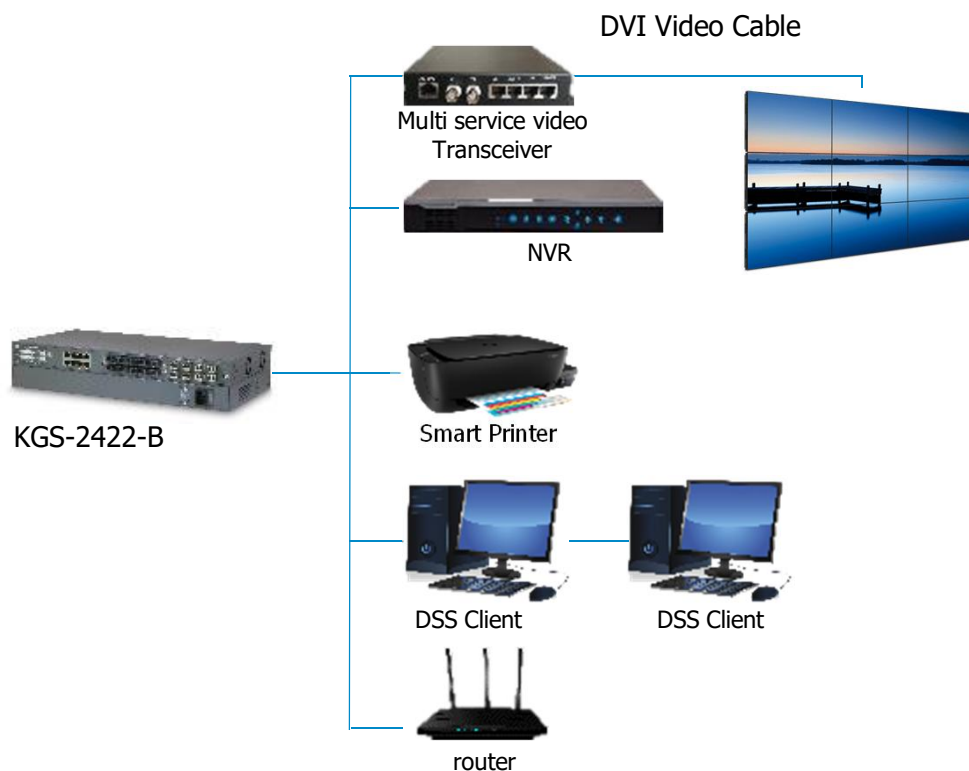 DVI Video Cable
Multi service video
Transceiver
NVR
KGS-2422-B
Smart Printer
DSS Client
DSS Client
router